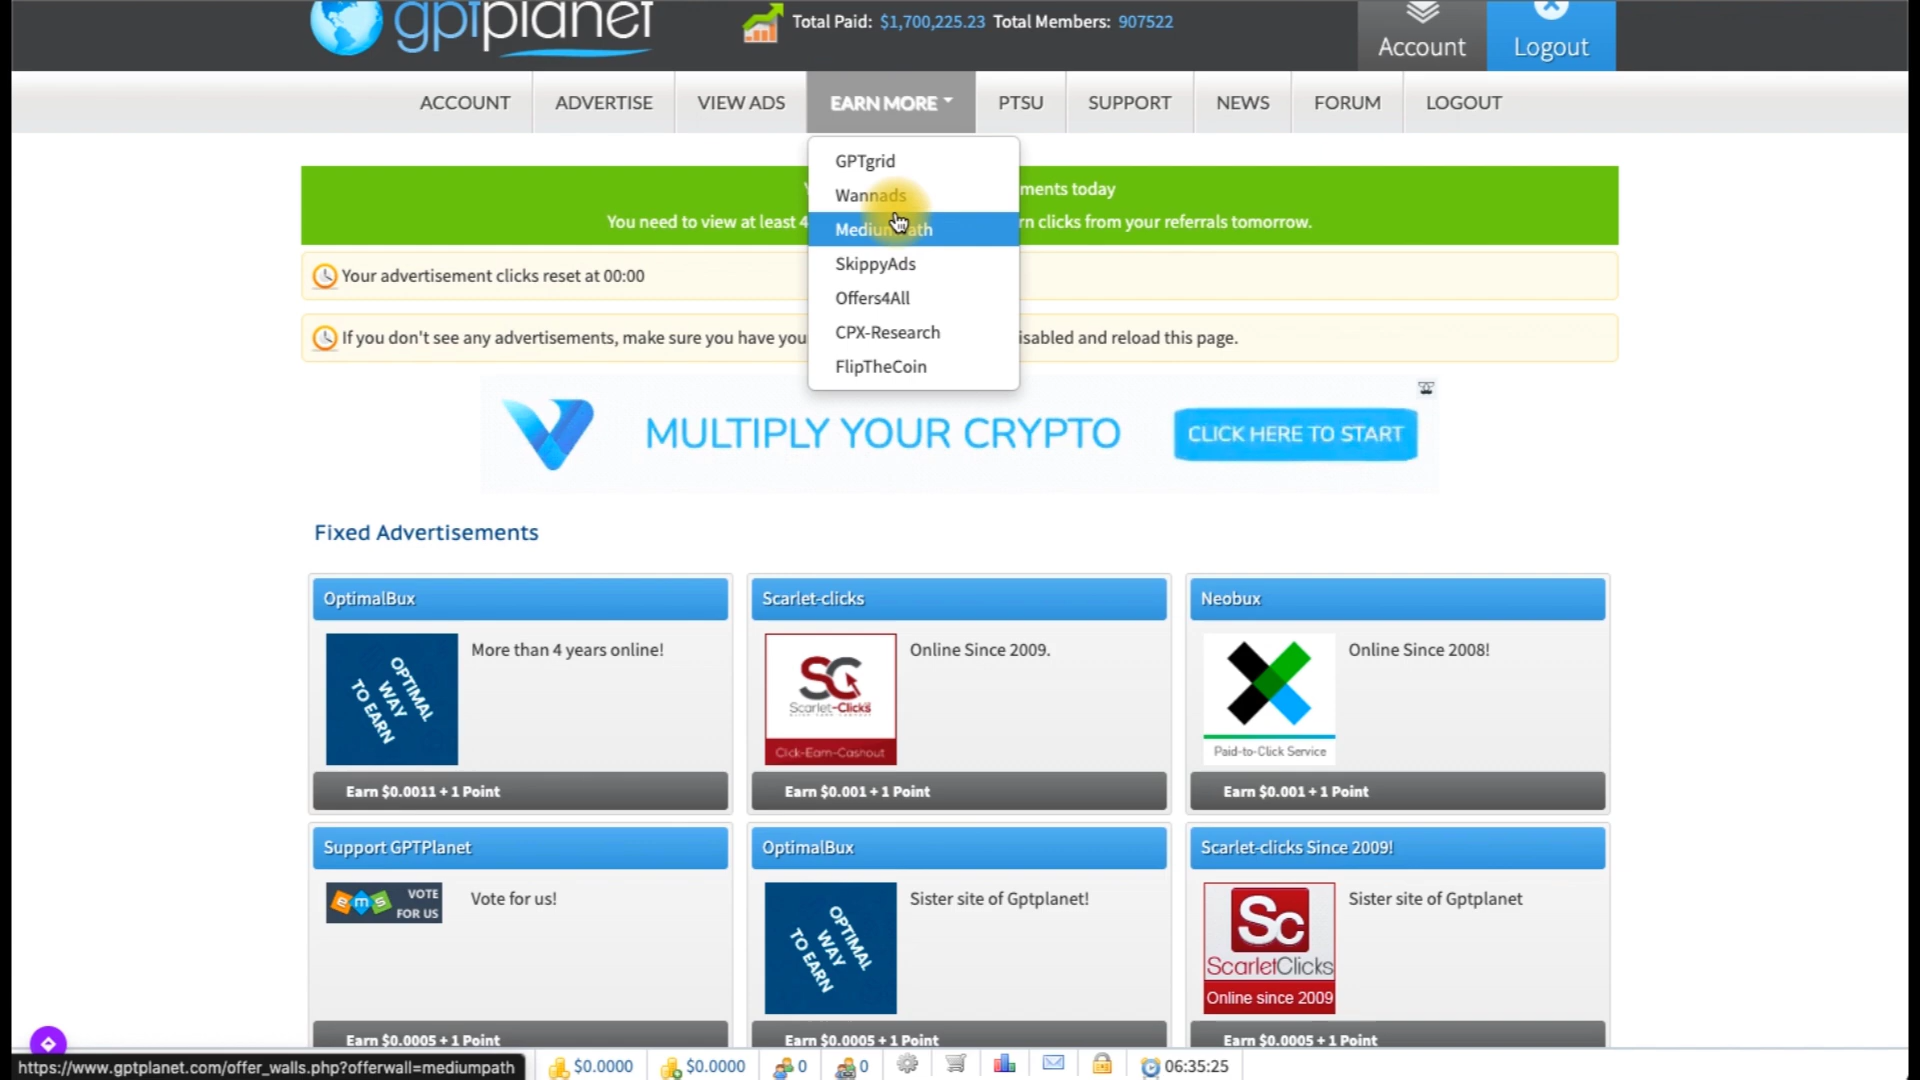 gptplanet
Total Paid: $1,700,225.23 Total Members: 907522
Account
Logout
ACCOUNT
ADVERTISE
VIEW ADS
EARN MORE
PTSU
SUPPORT
NEWS
FORUM
LOGOUT
GPTgrid
Wannads
MediumPath
SkippyAds
Offers4All
CPX-Research
FlipTheCoin
ments today
You need to view at least 4 rn clicks from your referrals tomorrow.
Your advertisement clicks reset at 00:00
If you don't see any advertisements, make sure you have you isabled and reload this page.
MULTIPLY YOUR CRYPTO
CLICK HERE TO START
Fixed Advertisements
OptimalBux
OPTIMAL
WAY
TO EARN
More than 4 years online!
Earn $0.0011 + 1 Point
Scarlet-clicks
SC
Scarlet-Clicks
Click-Earn-Cashout
Online Since 2009.
Earn $0.001 + 1 Point
Neobux
Paid-to-Click Service
Online Since 2008!
Earn $0.001 + 1 Point
Support GPTPlanet
ems
VOTE
FOR US
Vote for us!
Earn $0.0005 + 1 Point
OptimalBux
OPTIMAL
WAY
TO EARN
Sister site of Gptplanet!
Earn $0.0005 + 1 Point
Scarlet-clicks Since 2009!
Sc
ScarletClicks
Online since 2009
Sister site of Gptplanet
Earn $0.0005 + 1 Point
https://www.gptplanet.com/offer_walls.php?offerwall=mediumpath
$0.0000
$0.0000
0
0
06:35:25